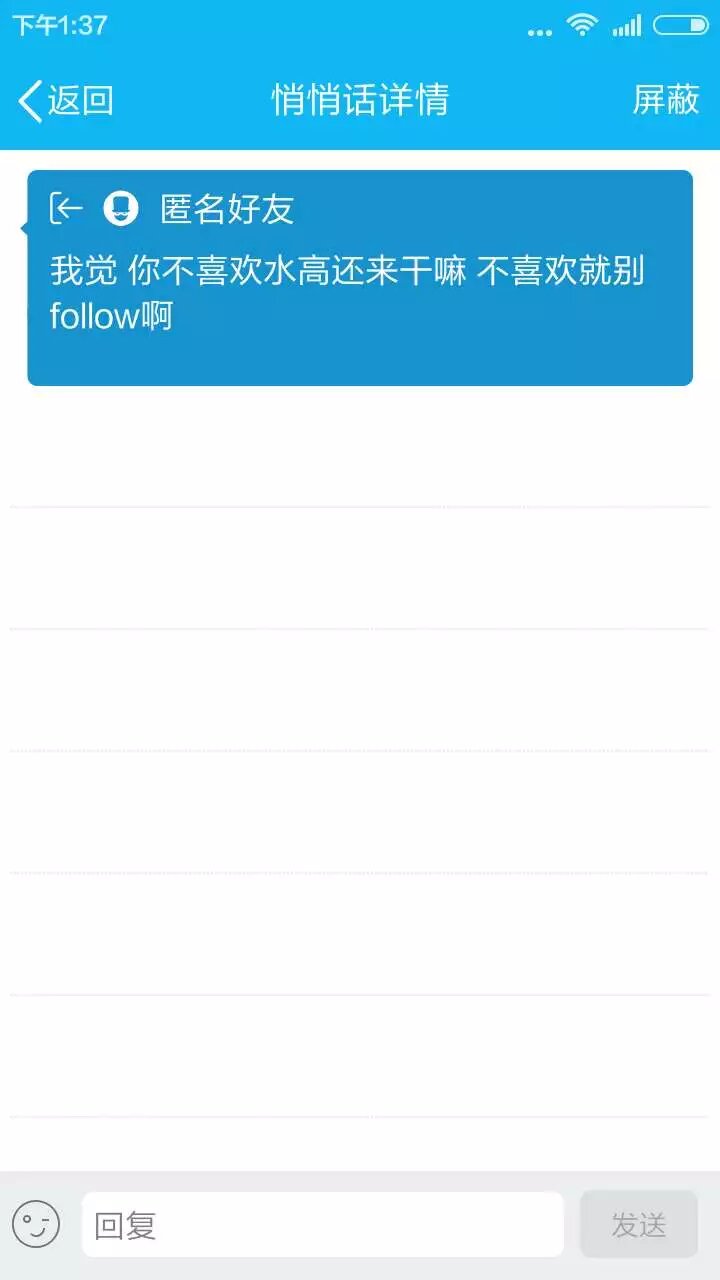 下午1:37
返回 悄悄话详情 屏蔽
匿名好友
我觉 你不喜欢水高还来干嘛 不喜欢就别
follow啊
回复 发送